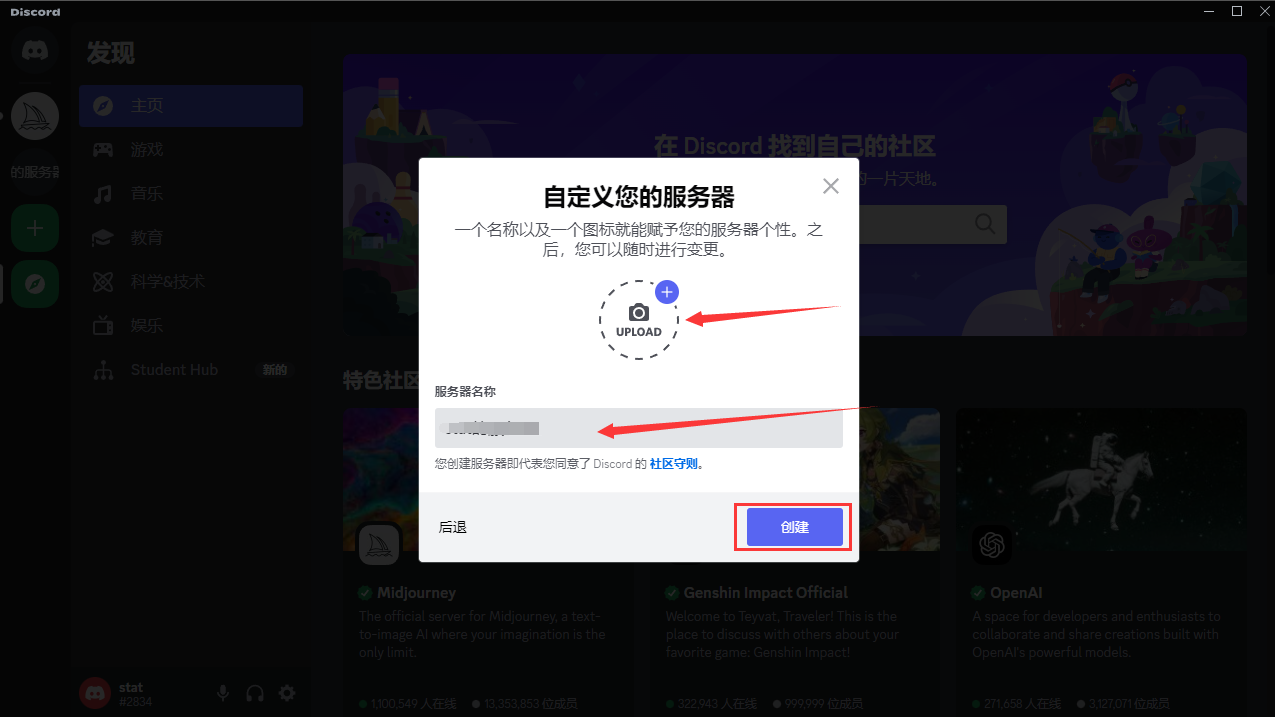 Discord
发现
主页
游戏
音乐
教育
科学&技术
娱乐
Student Hub 新的
的服务器
在 Discord 找到自己的社区
的一片天地。
自定义您的服务器
一个名称以及一个图标就能赋予您的服务器个性。之
后，您可以随时进行变更。
UPLOAD
服务器名称
您创建服务器即代表您同意了 Discord 的 社区守则。
后退
创建
特色社区
Midjourney
The official server for Midjourney, a text-
to-image AI where your imagination is the
only limit.
1,100,549 人在线 13,353,853 位成员
Genshin Impact Official
Welcome to Teyvat, Traveler! This is the
place to discuss with others about your
favorite game: Genshin Impact!
322,943 人在线 999,999 位成员
OpenAI
A space for developers and enthusiasts to
collaborate and share creations built with
OpenAI's powerful models.
271,658 人在线 3,127,071 位成员
stat
#2834